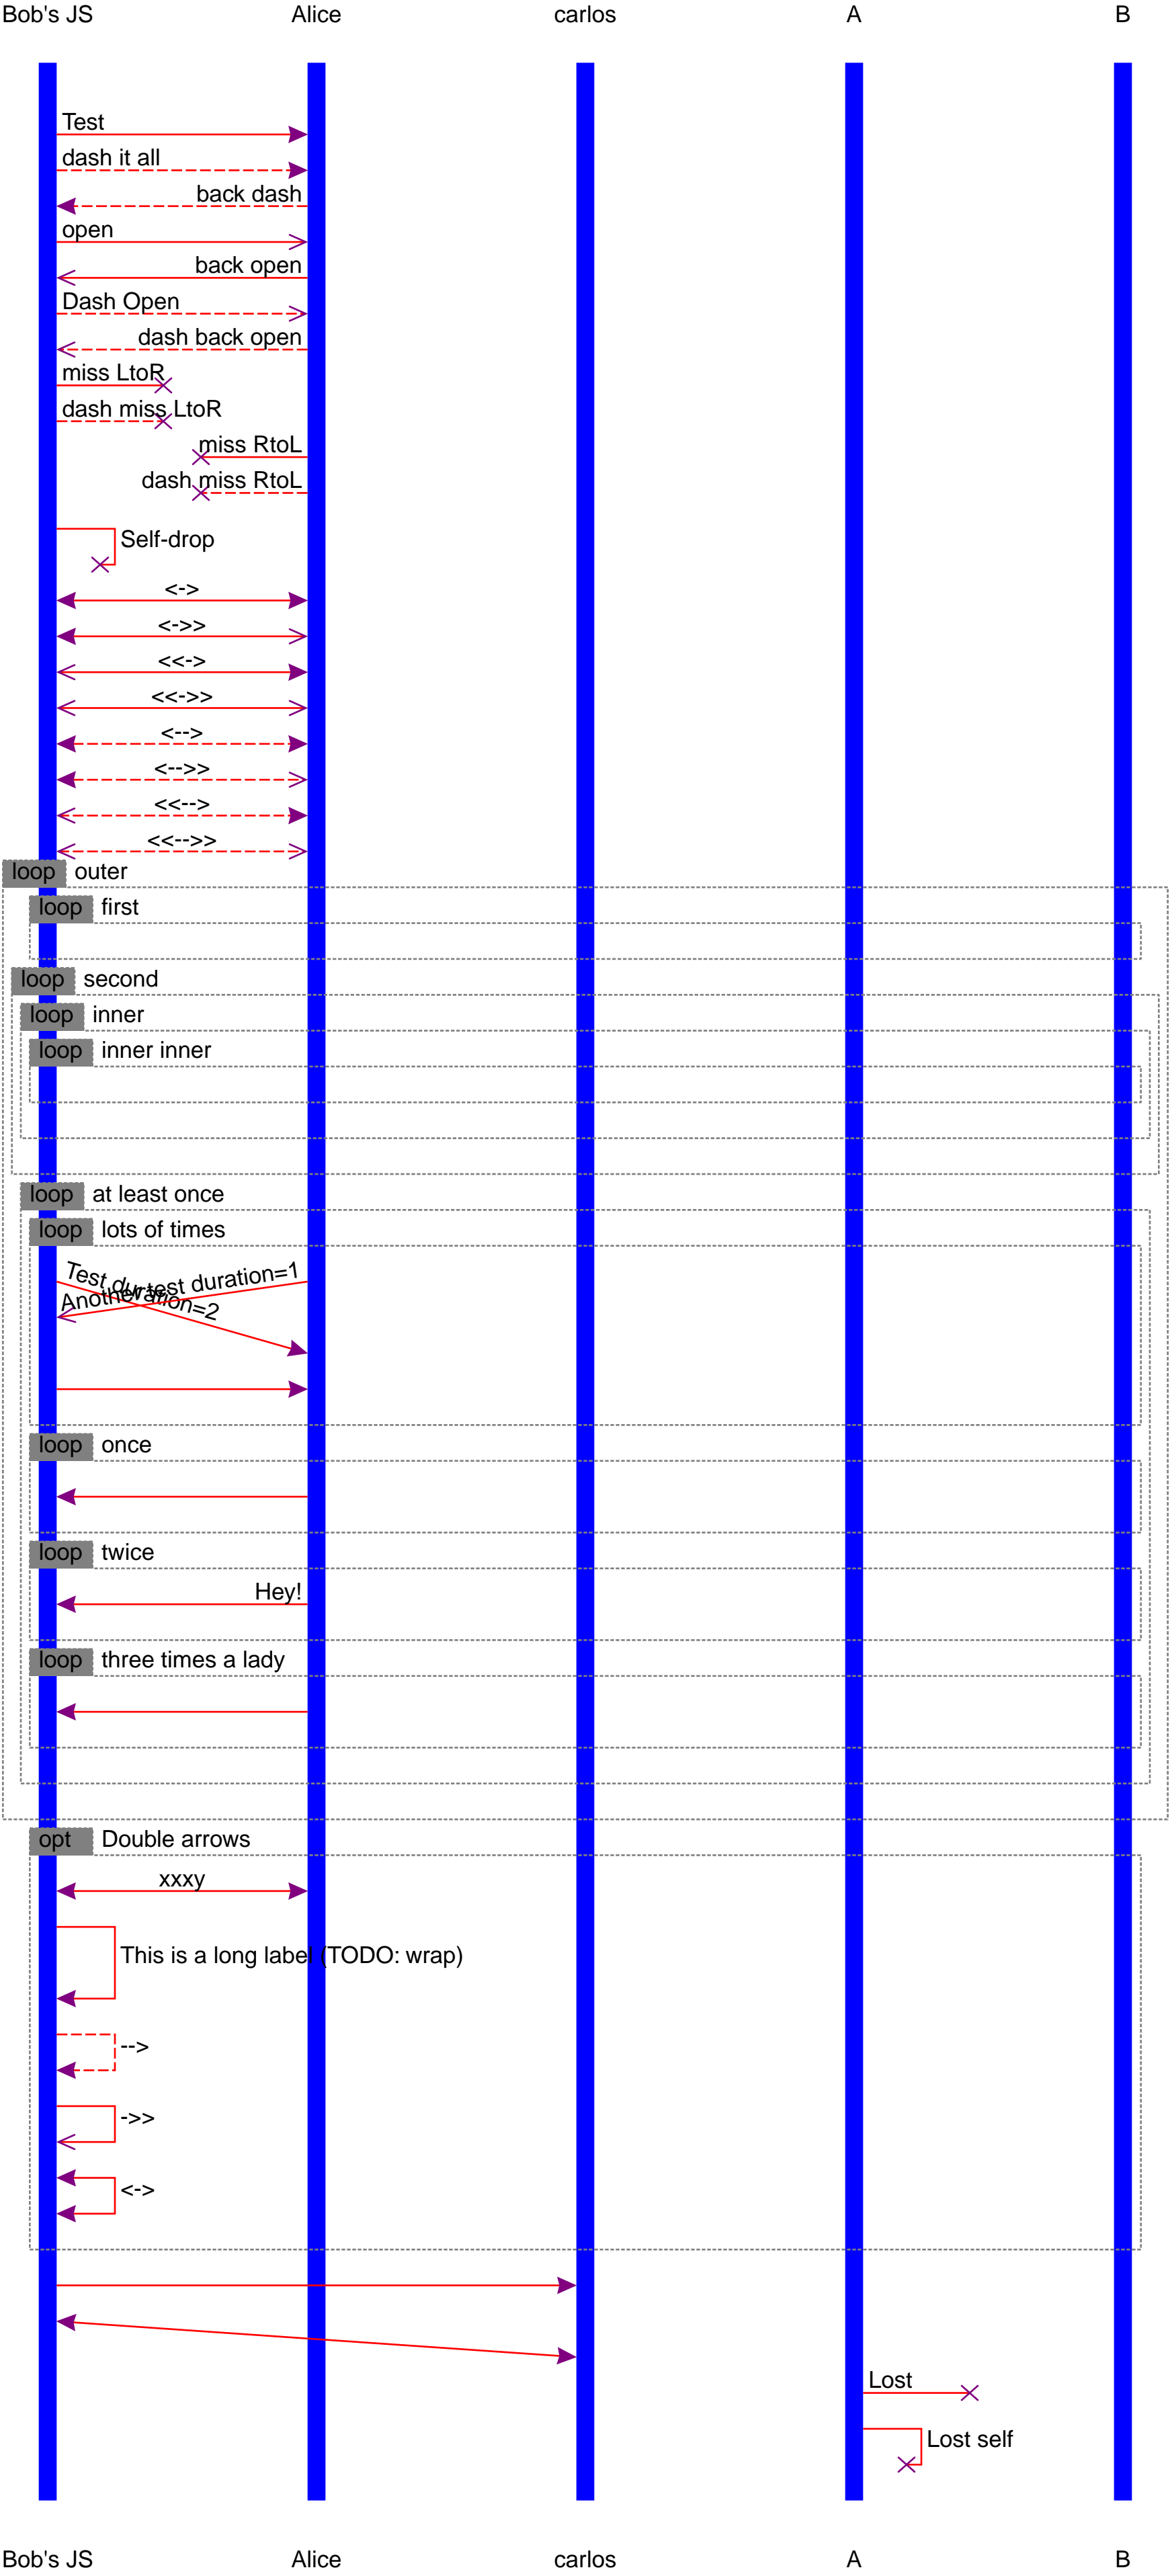 Bob's JS Alice carlos A B
Test
dash it all
back dash
open
back open
Dash Open
dash back open
miss LtoR
dash miss LtoR
miss RtoL
dash miss RtoL
Self-drop
<->
<->>
<<->
<<->>
<-->
<-->>
<<-->
<<-->>
loop outer
loop first
loop second
loop inner
loop inner inner
loop at least once
loop lots of times
Test duration=2
Another test duration=1
loop once
loop twice
Hey!
loop three times a lady
opt Double arrows
xxxy
This is a long label (TODO: wrap)
-->
->>
<->
Lost
Lost self
Bob's JS Alice carlos A B